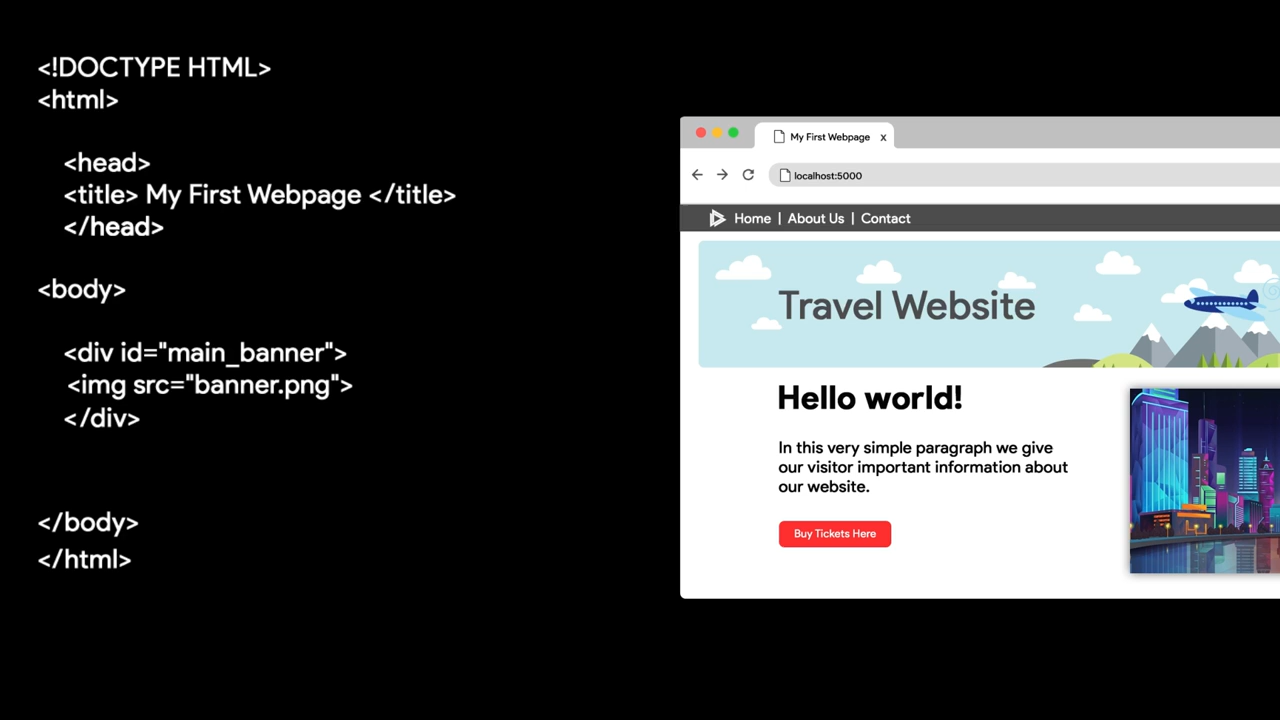 <!DOCTYPE HTML>
<html>
<head>
<title> My First Webpage </title>
</head>
<body>
<div id="main_banner">
<img src="banner.png">
</div>
</body>
</html>
My First Webpage x
localhost:5000
Home | About Us | Contact
Travel Website
Hello world!
In this very simple paragraph we give
our visitor important information about
our website.
Buy Tickets Here